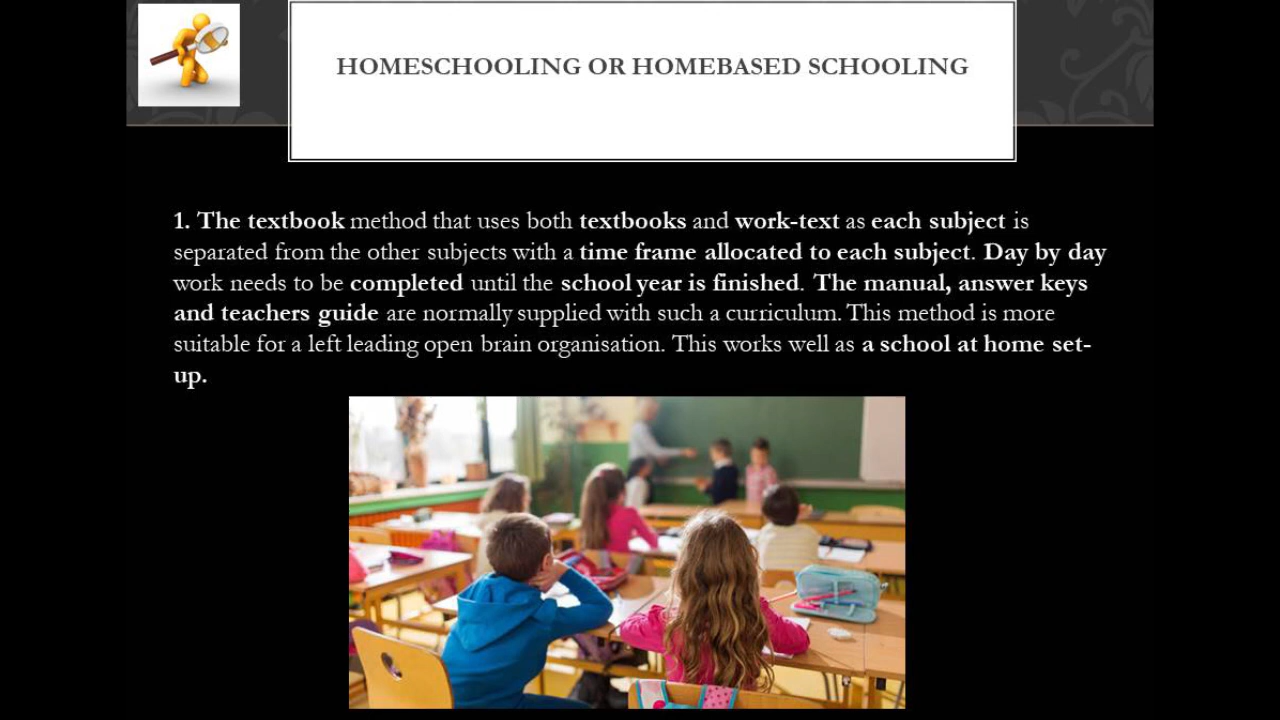 HOMESCHOOLING OR HOMEBASED SCHOOLING
1. The textbook method that uses both textbooks and work-text as each subject is
separated from the other subjects with a time frame allocated to each subject. Day by day
work needs to be completed until the school year is finished. The manual, answer keys
and teachers guide are normally supplied with such a curriculum. This method is more
suitable for a left leading open brain organisation. This works well as a school at home set-
up.